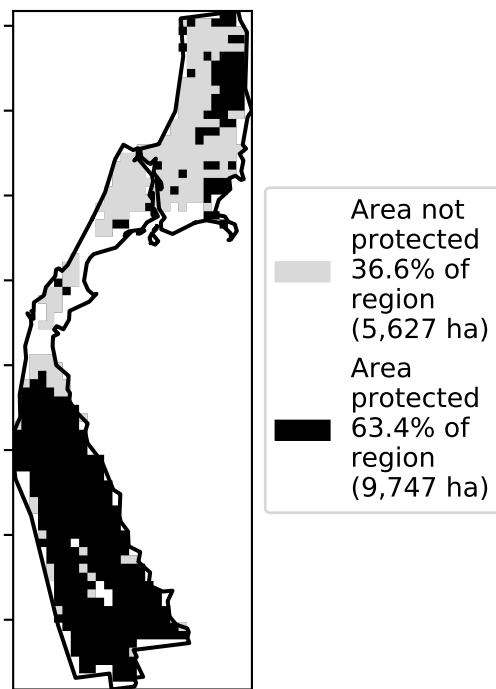 Area not
protected
36.6% of
region
(5,627 ha)
Area
protected
63.4% of
region
(9,747 ha)